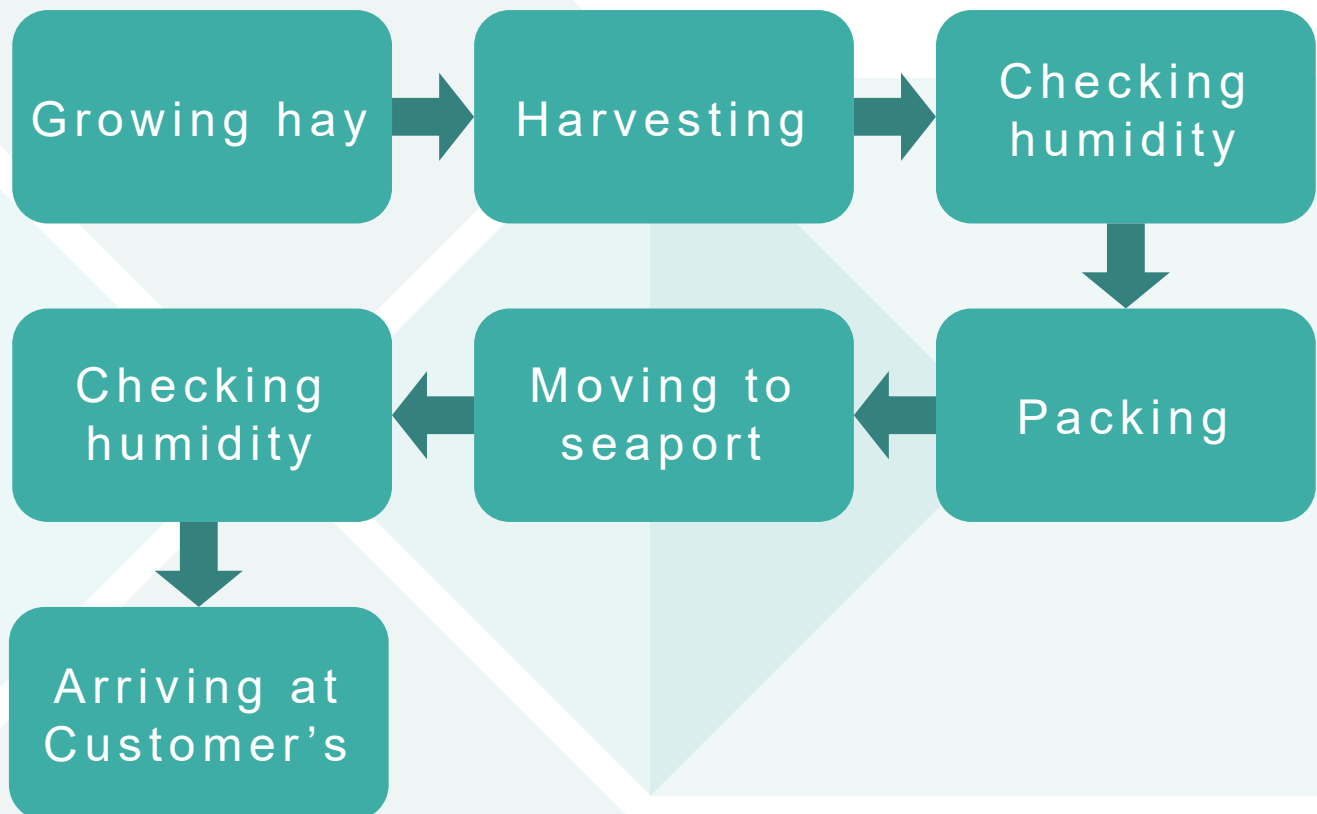 Growing hay
Harvesting
Checking
humidity
Packing
Moving to
seaport
Checking
humidity
Arriving at
Customer’s